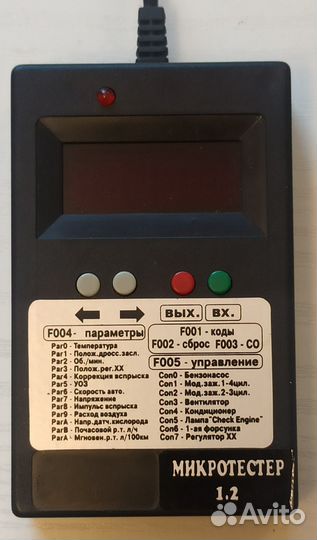 ВЫХ. ВХ.
F004 - параметры
F001 - коды
F002 - сброс F003 - СО
F005 - управление
Par0 - Температура
Par1 - Полож.дросс.засл.
Par2 - Об./мин.
Par3 - Полож.рег.ХХ
Par4 - Коррекция вспрыска
Par5 - УОЗ
Par6 - Скорость авто.
Par7 - Напряжение
Par8 - Импульс вспрыска
Par9 - Расход воздуха
ParA - Напр.датч.кислорода
ParB - Почасовой р.т. л/ч
ParA - Мгновен.р.т. л/100км
Con0 - Бензонасос
Con1 - Мод.заж.1-4цил.
Con2 - Мод.заж.2-3цил.
Con3 - Вентилятор
Con4 - Кондиционер
Con5 - Лампа "Check Engine"
Con6 - 1-ая форсунка
Con7 - Регулятор ХХ
МИКРОТЕСТЕР
1.2
Avito